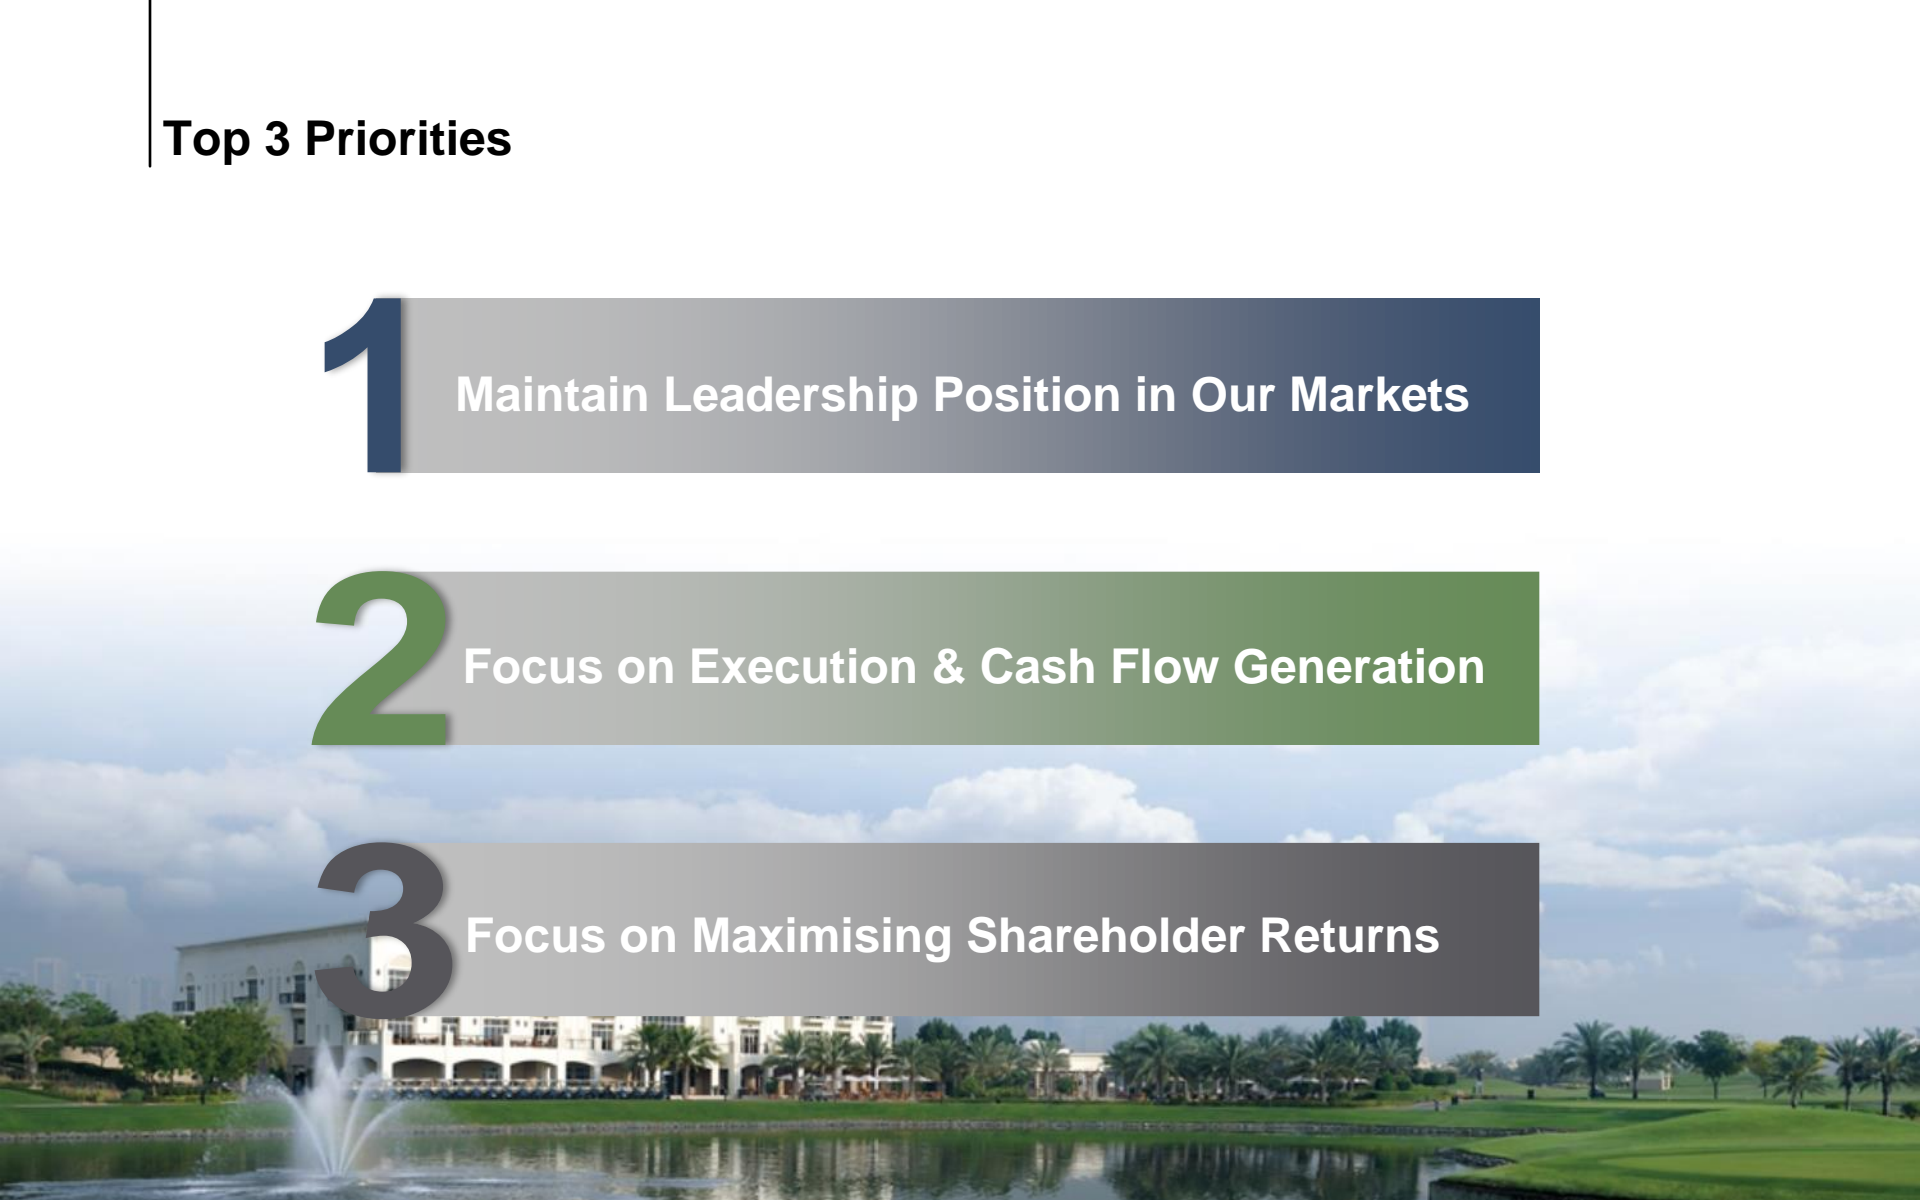 Top 3 Priorities
1
Maintain Leadership Position in Our Markets
2
Focus on Execution & Cash Flow Generation
3
Focus on Maximising Shareholder Returns